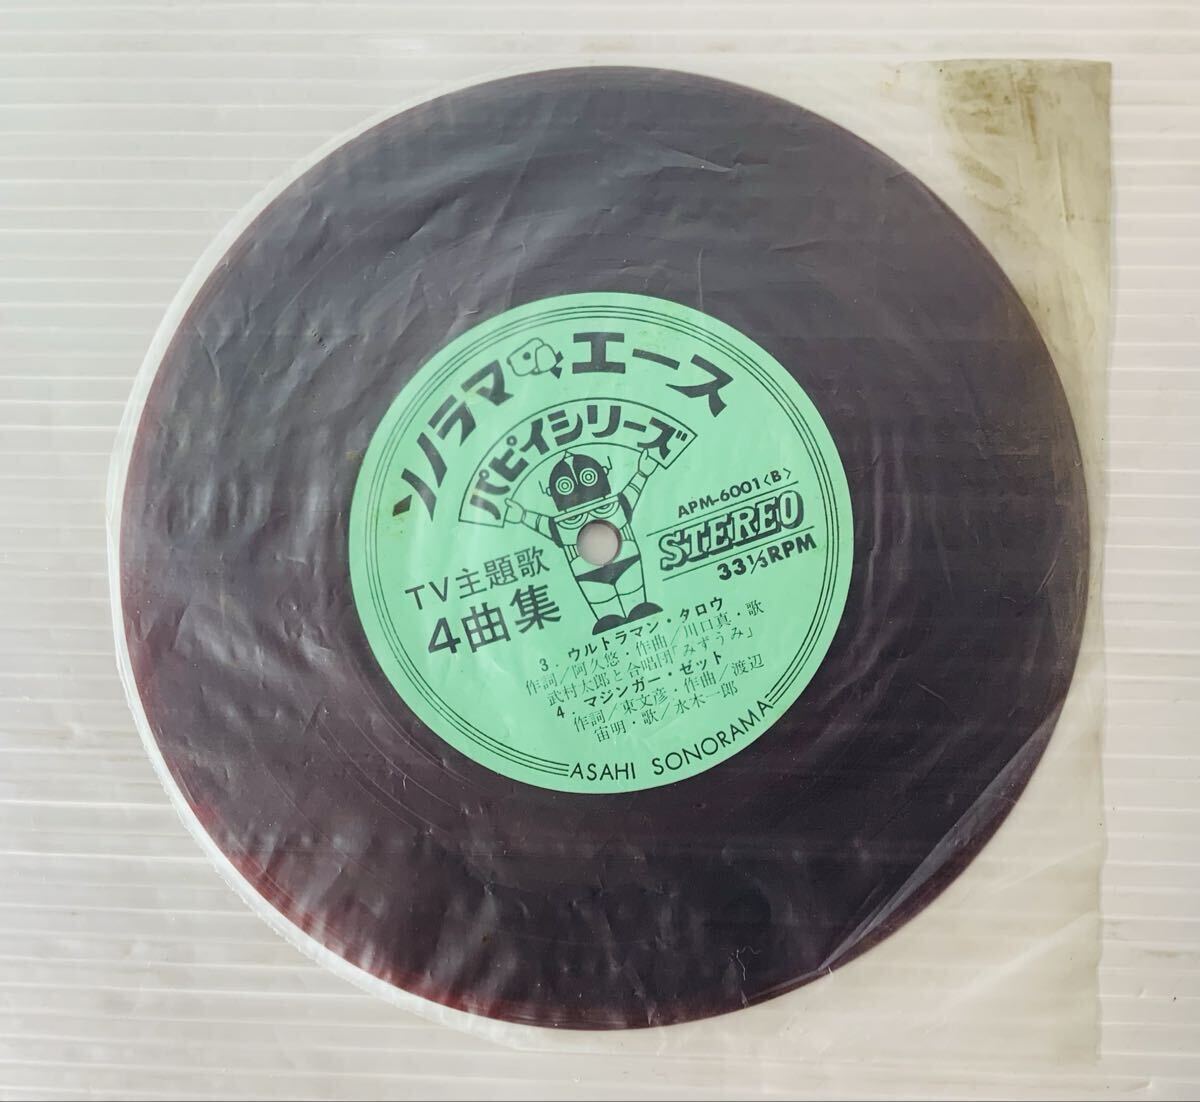 ソノラマエース
パピイシリーズ
APM-6001〈B〉
STEREO
33⅓RPM
TV主題歌
4曲集
3. ウルトラマン・タロウ
作詞/阿久悠・作曲/川口真・歌
武村太郎と合唱団「みずうみ」
4. マジンガー・ゼット
作詞/東文彦・作曲/渡辺
宙明・歌/水木一郎
ASAHI SONORAMA